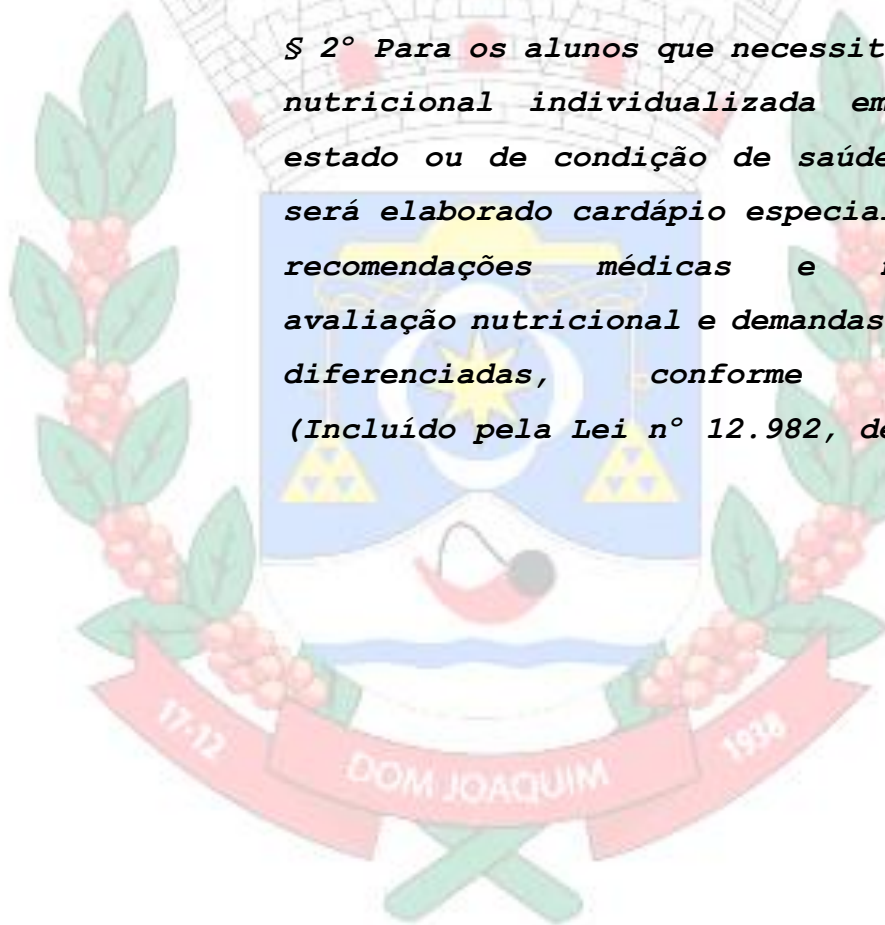 § 2º Para os alunos que necessit
nutricional individualizada em
estado ou de condição de saúde
será elaborado cardápio especial
recomendações médicas e
avaliação nutricional e demandas
diferenciadas, conforme
(Incluído pela Lei nº 12.982, de
17-12
DOM JOAQUIM
1938